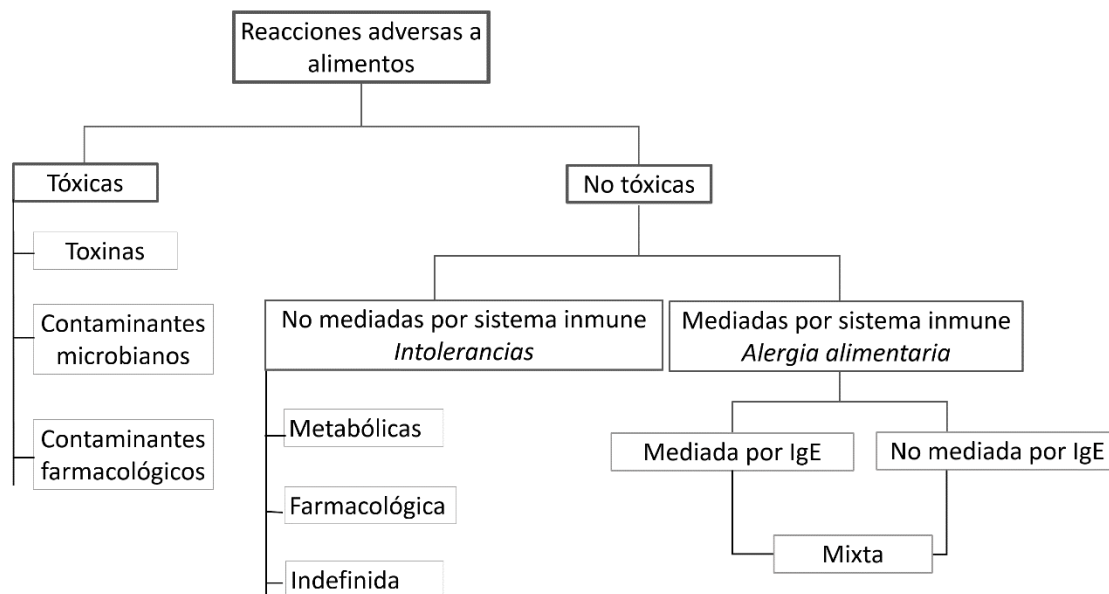 Reacciones adversas a
alimentos
Tóxicas
No tóxicas
Toxinas
Contaminantes
microbianos
Contaminantes
farmacológicos
No mediadas por sistema inmune
Intolerancias
Metabólicas
Farmacológica
Indefinida
Mediadas por sistema inmune
Alergia alimentaria
Mediada por IgE
No mediada por IgE
Mixta